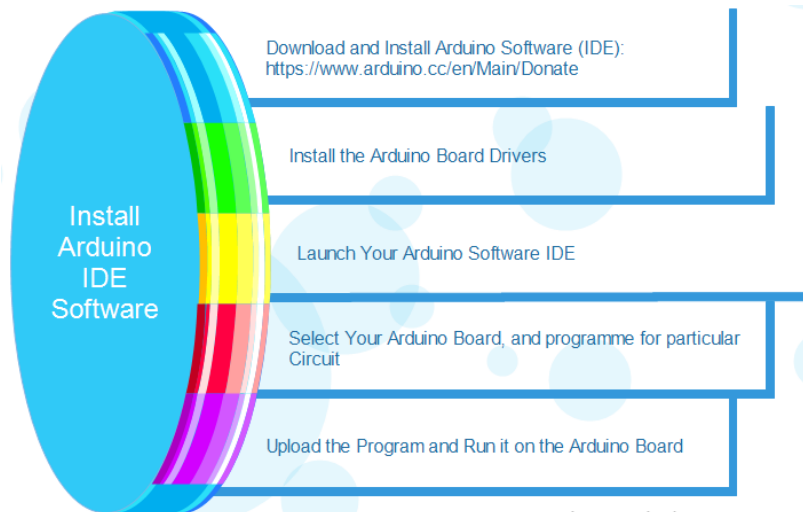 Install
Arduino
IDE
Software
Download and Install Arduino Software (IDE):
https://www.arduino.cc/en/Main/Donate
Install the Arduino Board Drivers
Launch Your Arduino Software IDE
Select Your Arduino Board, and programme for particular
Circuit
Upload the Program and Run it on the Arduino Board